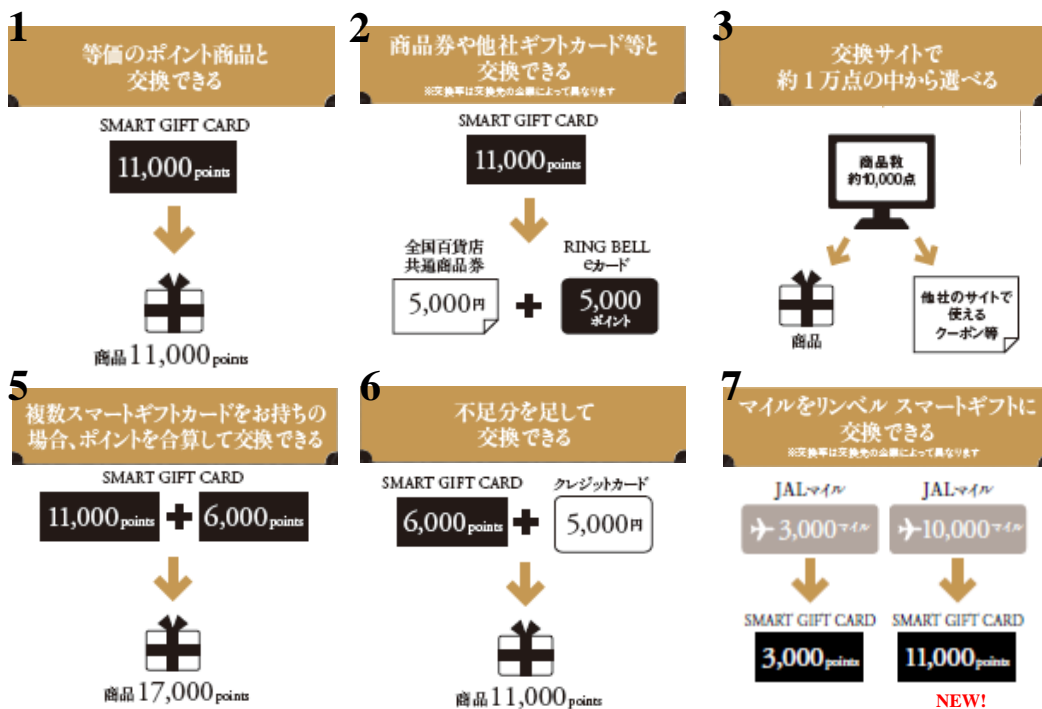 1
等価のポイント商品と
交換できる
SMART GIFT CARD
11,000points
商品11,000points
2
商品券や他社ギフトカード等と
交換できる
※交換率は交換先の企業によって異なります
SMART GIFT CARD
11,000points
全国百貨店
共通商品券
5,000円
RING BELL
eカード
5,000
ポイント
3
交換サイトで
約1万点の中から選べる
商品数
約10,000点
商品
他社のサイトで
使える
クーポン等
5
複数スマートギフトカードをお持ちの
場合、ポイントを合算して交換できる
SMART GIFT CARD
11,000points + 6,000points
商品17,000points
6
不足分を足して
交換できる
SMART GIFT CARD
6,000points +
クレジットカード
5,000円
商品11,000points
7
マイルをリンベル スマートギフトに
交換できる
※交換率は交換先の企業によって異なります
JALマイル
3,000マイル
SMART GIFT CARD
3,000points
JALマイル
10,000マイル
SMART GIFT CARD
11,000points
NEW!